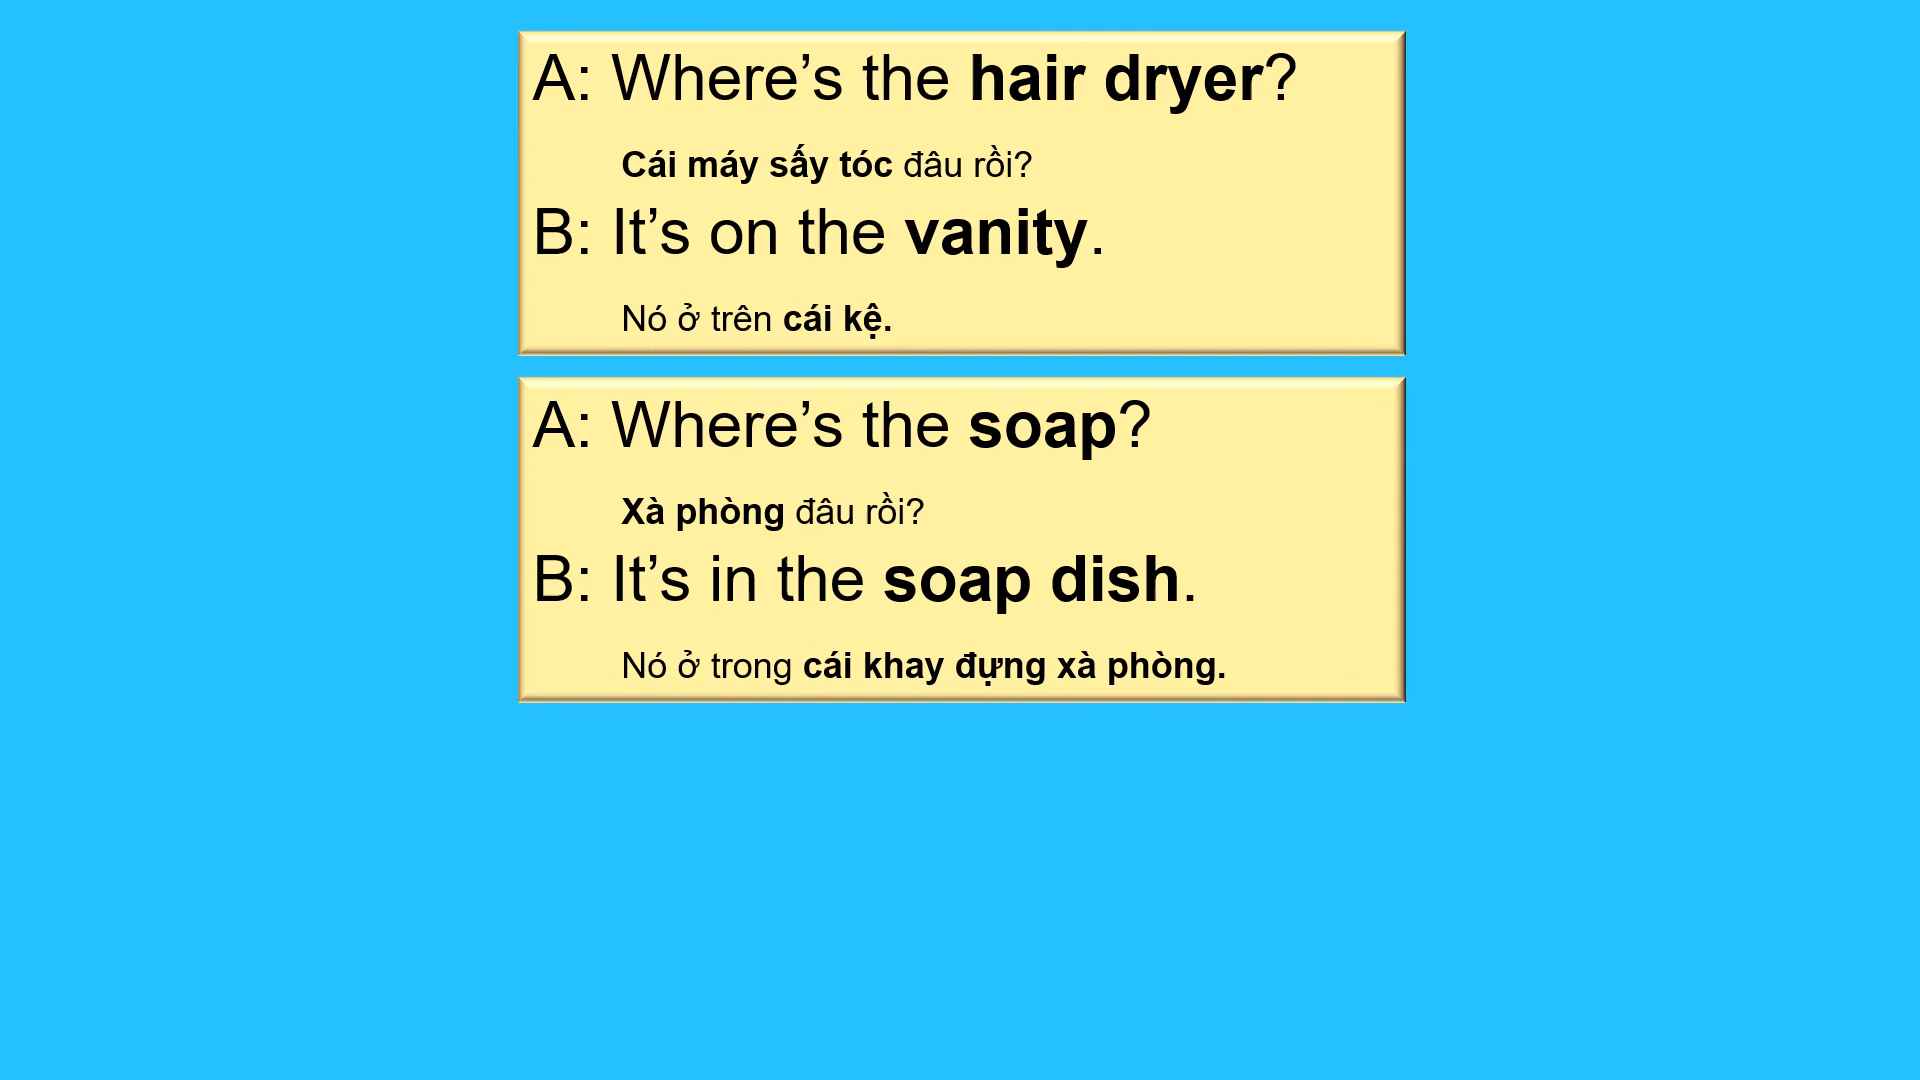 A: Where’s the hair dryer?
Cái máy sấy tóc đâu rồi?
B: It’s on the vanity.
Nó ở trên cái kệ.
A: Where’s the soap?
Xà phòng đâu rồi?
B: It’s in the soap dish.
Nó ở trong cái khay đựng xà phòng.